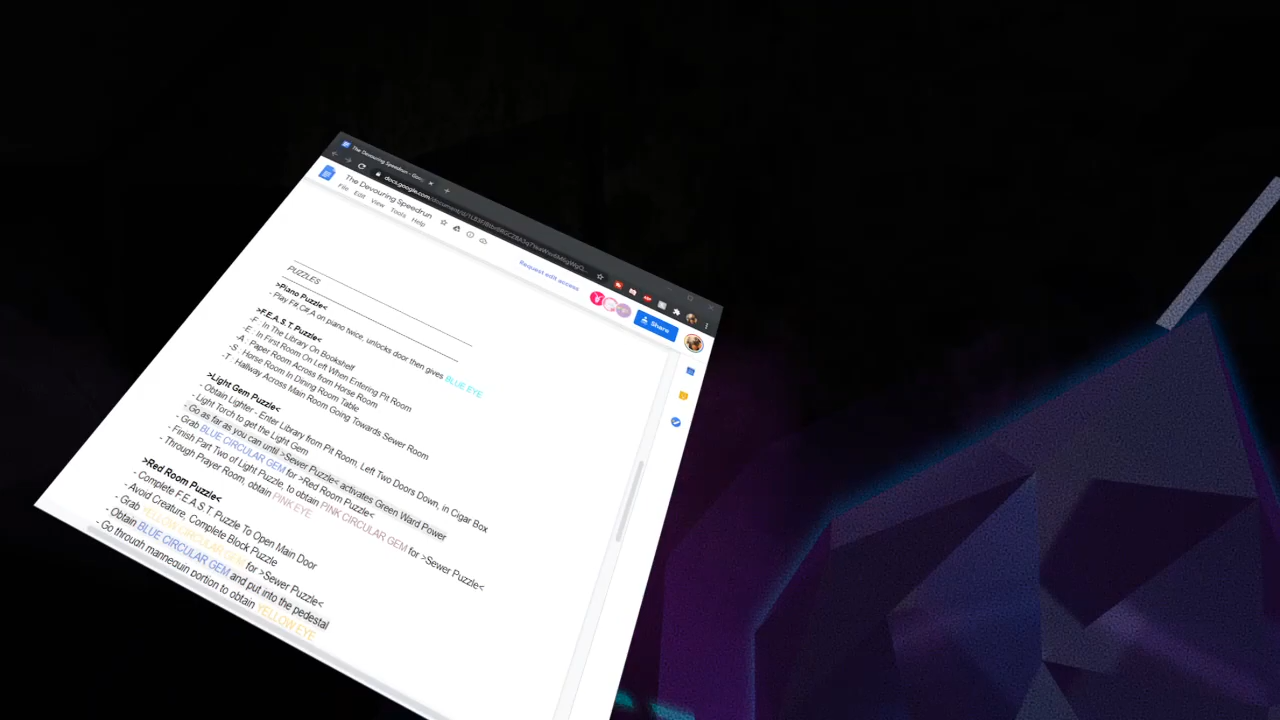 The Devouring Speedrun - Goo...
docs.google.com
The Devouring Speedrun
File Edit View Tools Help
Request edit access
Share
PUZZLES
>Piano Puzzle<
- Play F# C# A on piano twice, unlocks door then gives BLUE EYE
>F.E.A.S.T. Puzzle<
-F - In The Library On Bookshelf
-E - In First Room On Left When Entering Pit Room
-A - Paper Room Across from Horse Room
-S - Horse Room In Dining Room Table
-T - Hallway Across Main Room Going Towards Sewer Room
>Light Gem Puzzle<
- Obtain Lighter - Enter Library from Pit Room, Left Two Doors Down, in Cigar Box
- Light Torch to get the Light Gem
- Go as far as you can until >Sewer Puzzle< activates Green Ward Power
- Grab BLUE CIRCULAR GEM for >Red Room Puzzle<
- Finish Part Two of Light Puzzle, to obtain PINK CIRCULAR GEM for >Sewer Puzzle<
- Through Prayer Room, obtain PINK EYE
>Red Room Puzzle<
- Complete F.E.A.S.T Puzzle To Open Main Door
- Avoid Creature, Complete Block Puzzle
- Grab YELLOW CIRCULAR GEM for >Sewer Puzzle<
- Obtain BLUE CIRCULAR GEM and put into the pedestal
- Go through mannequin portion to obtain YELLOW EYE